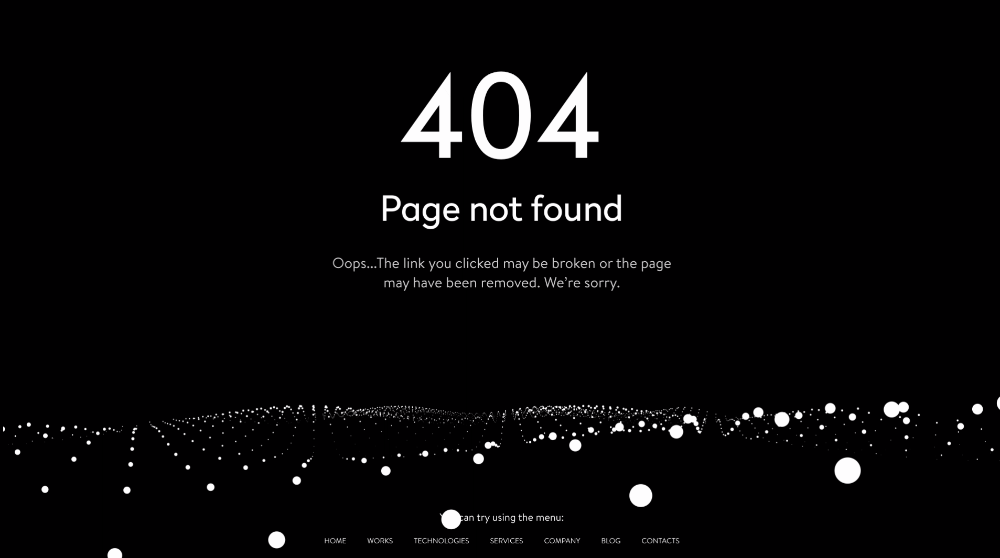 404
Page not found
Oops...The link you clicked may be broken or the page
may have been removed. We're sorry.
can try using the menu:
HOME WORKS TECHNOLOGIES SERVICES COMPANY BLOG CONTACTS